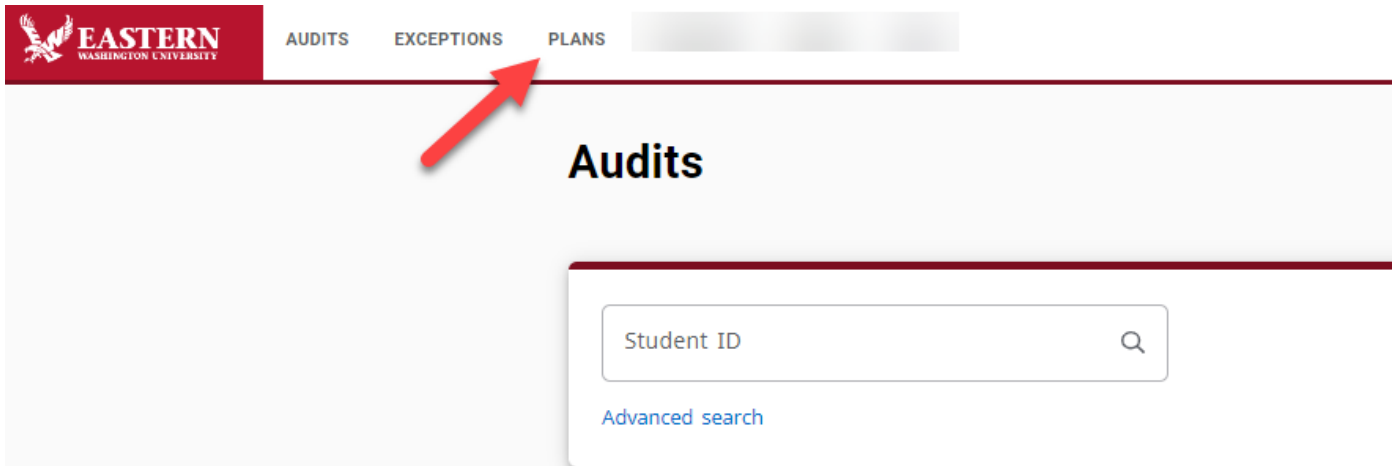 EASTERN
WASHINGTON UNIVERSITY
AUDITS EXCEPTIONS PLANS
Audits
Student ID
Advanced search